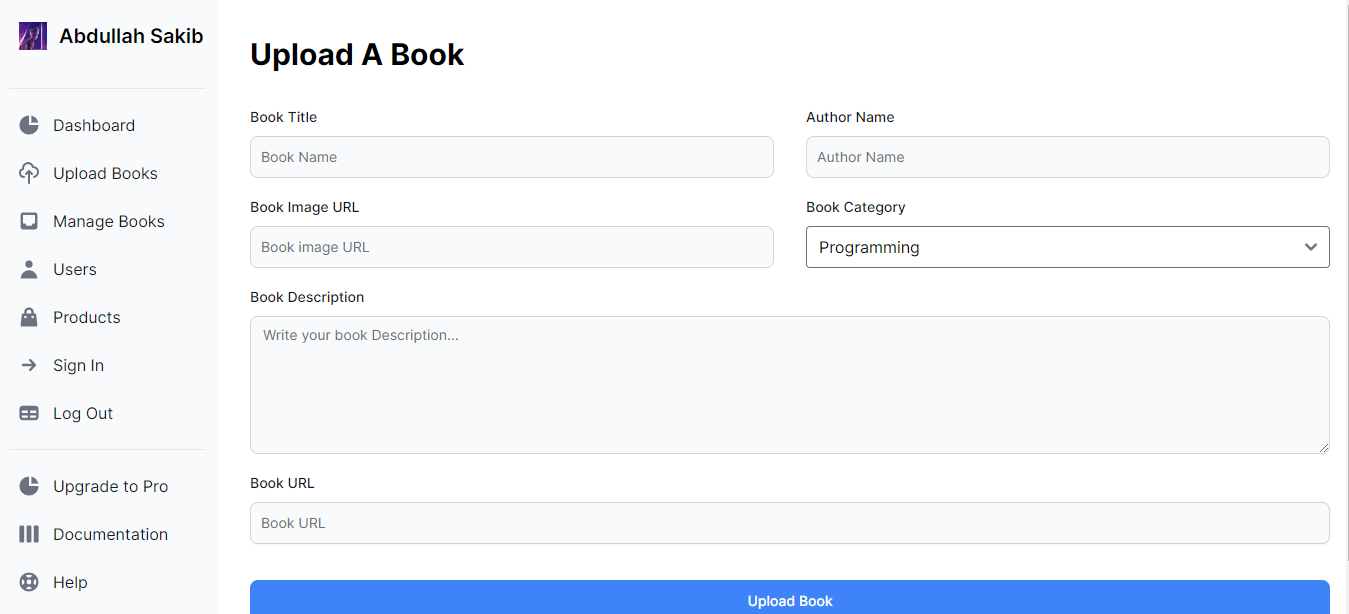 Abdullah Sakib
Dashboard
Upload Books
Manage Books
Users
Products
Sign In
Log Out
Upgrade to Pro
Documentation
Help
Upload A Book
Book Title
Author Name
Book Name
Author Name
Book Image URL
Book Category
Book image URL
Programming
Book Description
Write your book Description...
Book URL
Book URL
Upload Book